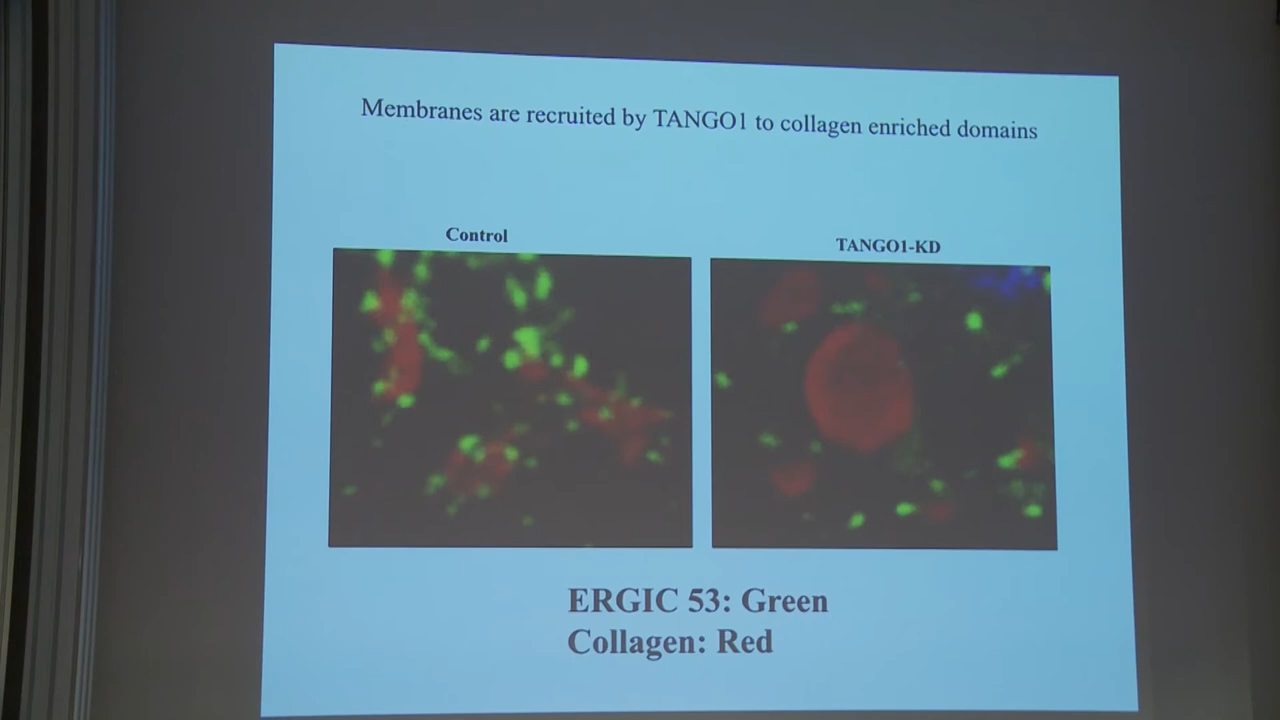 Membranes are recruited by TANGO1 to collagen enriched domains
Control
TANGO1-KD
ERGIC 53: Green
Collagen: Red